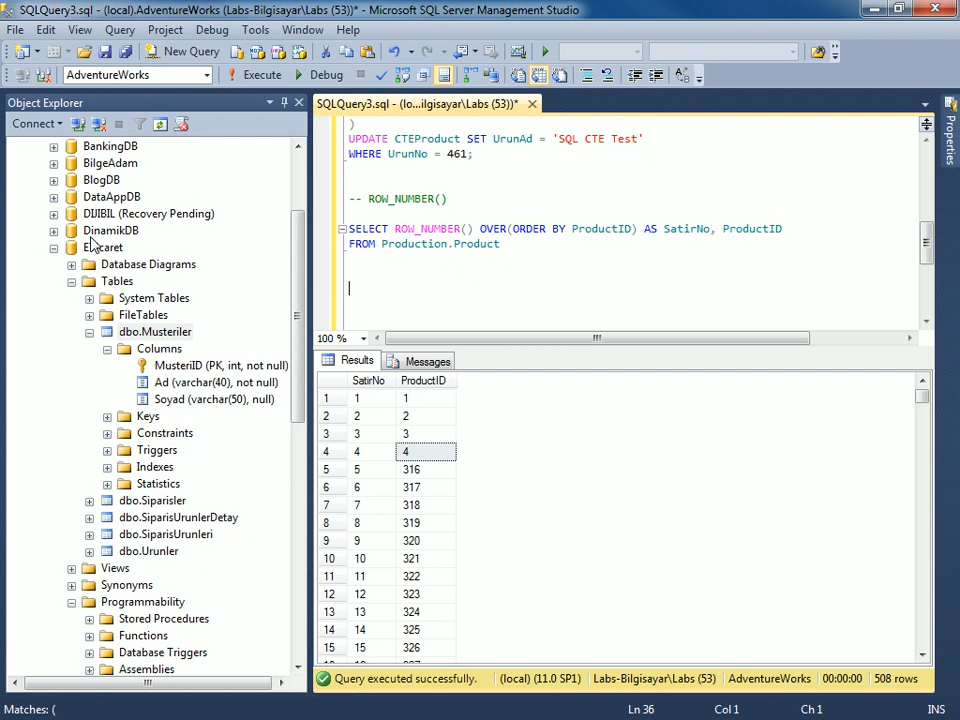 SQLQuery3.sql - (local).AdventureWorks (Labs-Bilgisayar\Labs (53))* - Microsoft SQL Server Management Studio
File Edit View Query Project Debug Tools Window Help
New Query
AdventureWorks Execute Debug
Object Explorer
Connect
BankingDB
BilgeAdam
BlogDB
DataAppDB
DIJIBIL (Recovery Pending)
DinamikDB
Database Diagrams
Tables
System Tables
FileTables
dbo.Musteriler
Columns
MusteriID (PK, int, not null)
Ad (varchar(40), not null)
Soyad (varchar(50), null)
Keys
Constraints
Triggers
Indexes
Statistics
dbo.Siparisler
dbo.SiparisUrunlerDetay
dbo.SiparisUrunleri
dbo.Urunler
Views
Synonyms
Programmability
Stored Procedures
Functions
Database Triggers
Assemblies
SQLQuery3.sql - (lo...ilgisayar\Labs (53))*
)
UPDATE CTEProduct SET UrunAd = 'SQL CTE Test'
WHERE UrunNo = 461;
-- ROW_NUMBER()
SELECT ROW_NUMBER() OVER(ORDER BY ProductID) AS SatirNo, ProductID
FROM Production.Product
100 %
Results Messages
SatirNo ProductID
1 1 1
2 2 2
3 3 3
4 4 4
5 5 316
6 6 317
7 7 318
8 8 319
9 9 320
10 10 321
11 11 322
12 12 323
13 13 324
14 14 325
15 15 326
Query executed successfully. (local) (11.0 SP1) Labs-Bilgisayar\Labs (53) AdventureWorks 00:00:00 508 rows
Properties
Matches: ( Ln 36 Col 1 Ch 1 INS